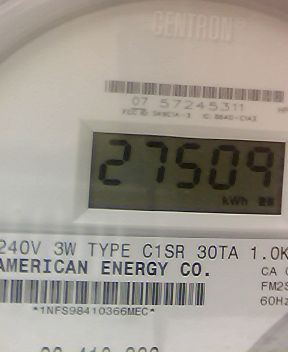 CENTRON
07 57245311
27509
kWh
240V 3W TYPE C1SR 30TA 1.0K
AMERICAN ENERGY CO.
CA
FM2S
60Hz
*1NFS98410366MEC*